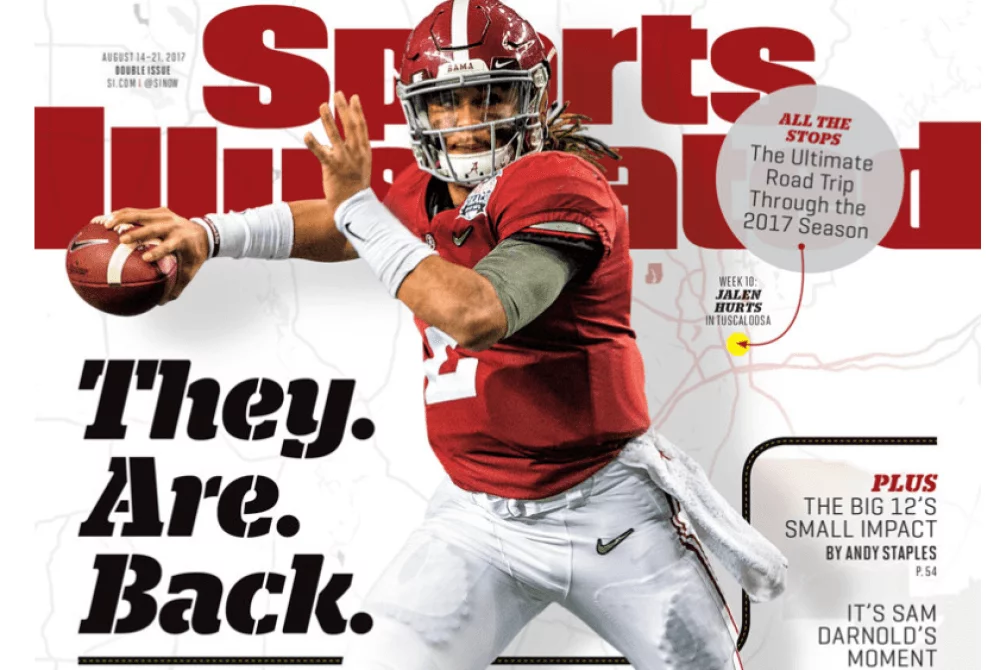 AUGUST 14–21, 2017
DOUBLE ISSUE
SI.COM | @SINOW
Sports
Illustrated
BAMA
ALL THE
STOPS
The Ultimate
Road Trip
Through the
2017 Season
WEEK 10:
JALEN
HURTS
IN TUSCALOOSA
2
They.
Are.
Back.
PLUS
THE BIG 12'S
SMALL IMPACT
BY ANDY STAPLES
P. 54
IT'S SAM
DARNOLD'S
MOMENT